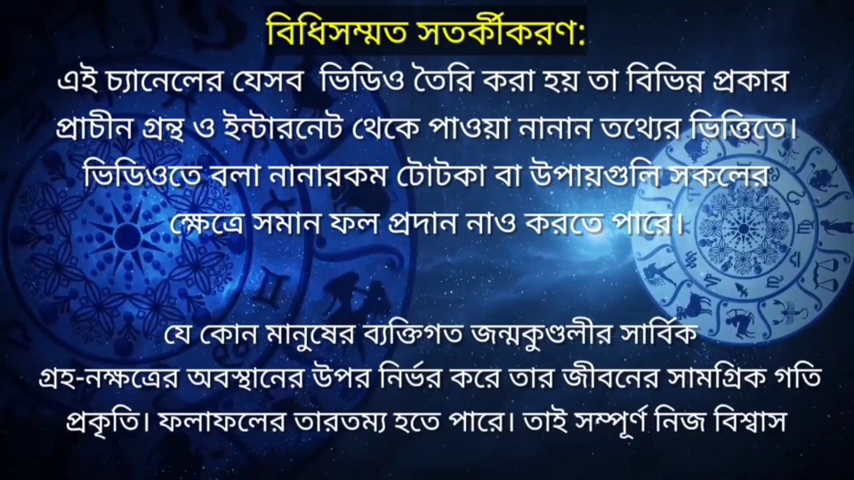 বিধিসম্মত সতর্কীকরণ:
এই চ্যানেলের যেসব ভিডিও তৈরি করা হয় তা বিভিন্ন প্রকার
প্রাচীন গ্রন্থ ও ইন্টারনেট থেকে পাওয়া নানান তথ্যের ভিত্তিতে।
ভিডিওতে বলা নানারকম টোটকা বা উপায়গুলি সকলের
ক্ষেত্রে সমান ফল প্রদান নাও করতে পারে।
যে কোন মানুষের ব্যক্তিগত জন্মকুণ্ডলীর সার্বিক
গ্রহ-নক্ষত্রের অবস্থানের উপর নির্ভর করে তার জীবনের সামগ্রিক গতি
প্রকৃতি। ফলাফলের তারতম্য হতে পারে। তাই সম্পূর্ণ নিজ বিশ্বাস